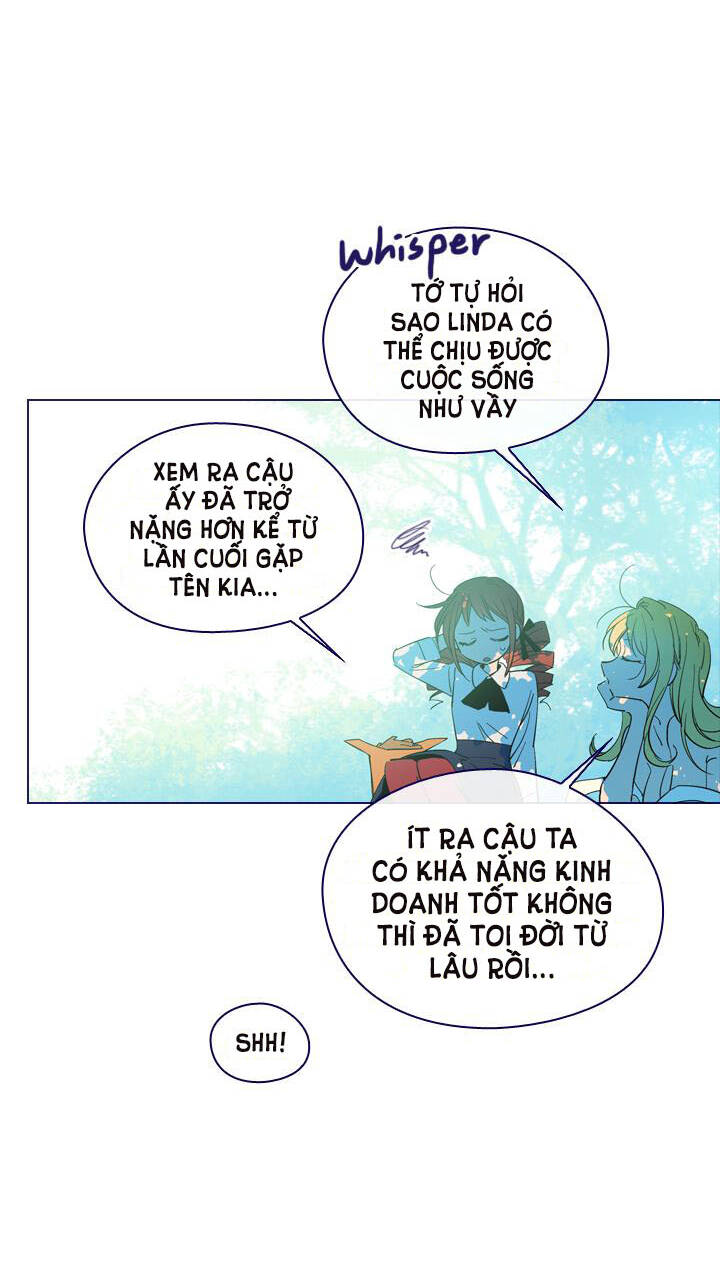 whisper
TỚ TỰ HỎI
SAO LINDA CÓ
THỂ CHỊU ĐƯỢC
CUỘC SỐNG
NHƯ VẦY
XEM RA CẬU
ẤY ĐÃ TRỞ
NẶNG HƠN KỂ TỪ
LẦN CUỐI GẶP
TÊN KIA...
ÍT RA CẬU TA
CÓ KHẢ NĂNG KINH
DOANH TỐT KHÔNG
THÌ ĐÃ TOI ĐỜI TỪ
LÂU RỒI...
SHH!